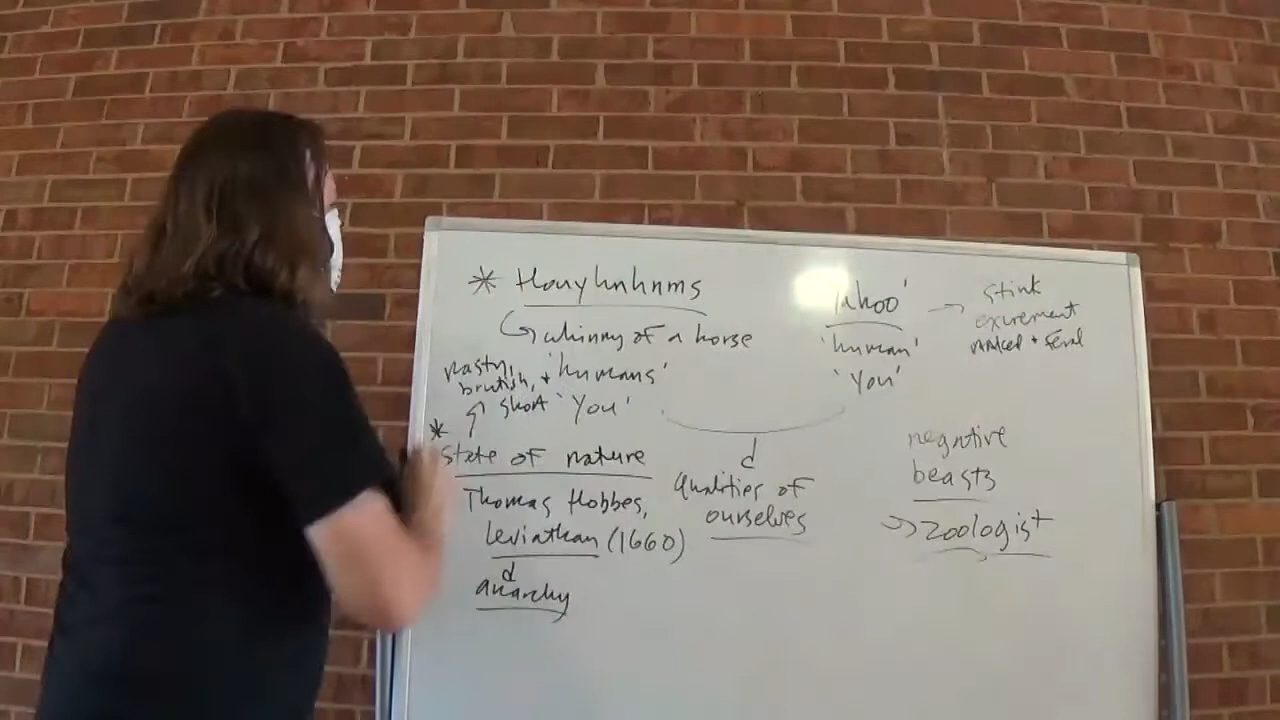 * Houyhnhnms
whinny of a horse
'humans'
'You'
nasty,
brutish, +
short
* State of nature
Thomas Hobbes,
Leviathan (1660)
anarchy
qualities of
ourselves
'Yahoo'
'human'
'You'
stink
excrement
naked + feral
negative
beasts
zoologist